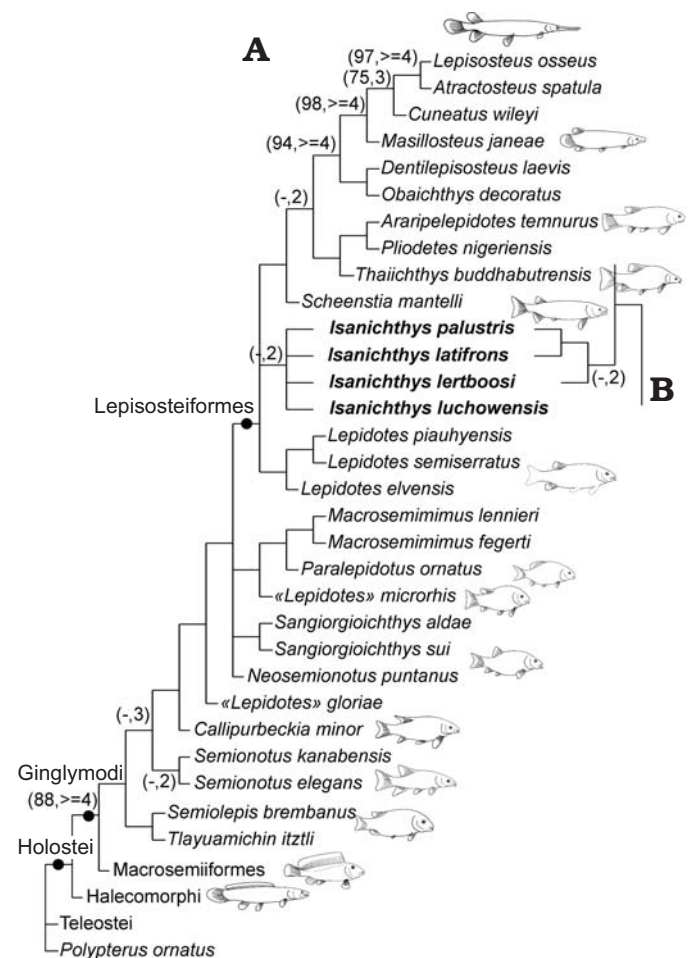 A
(97,>=4)
Lepisosteus osseus
(75,3)
Atractosteus spatula
(98,>=4)
Cuneatus wileyi
(94,>=4)
Masillosteus janeae
Dentilepisosteus laevis
(-,2)
Obaichthys decoratus
Araripelepidotes temnurus
Pliodetes nigeriensis
Thaiichthys buddhabutrensis
Scheenstia mantelli
Isanichthys palustris
(-,2)
Isanichthys latifrons
Isanichthys lertboosi
(-,2)
B
Isanichthys luchowensis
Lepisosteiformes
Lepidotes piauhyensis
Lepidotes semiserratus
Lepidotes elvensis
Macrosemimimus lennieri
Macrosemimimus fegerti
Paralepidotus ornatus
«Lepidotes» microrhis
Sangiorgioichthys aldae
Sangiorgioichthys sui
Neosemionotus puntanus
«Lepidotes» gloriae
(-,3)
Callipurbeckia minor
Semionotus kanabensis
Ginglymodi
(-,2)
Semionotus elegans
(88,>=4)
Semiolepis brembanus
Tlayuamichin itztli
Holostei
Macrosemiiformes
Halecomorphi
Teleostei
Polypterus ornatus